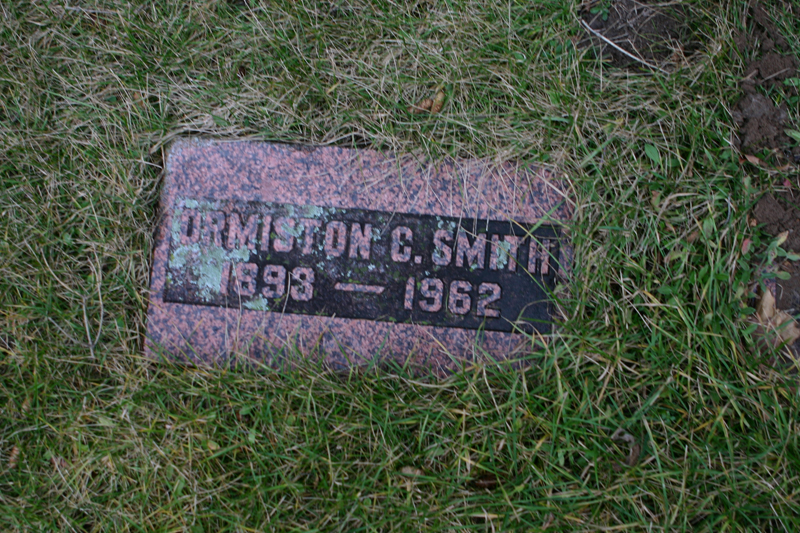 ORMISTON C. SMITH
1893 — 1962